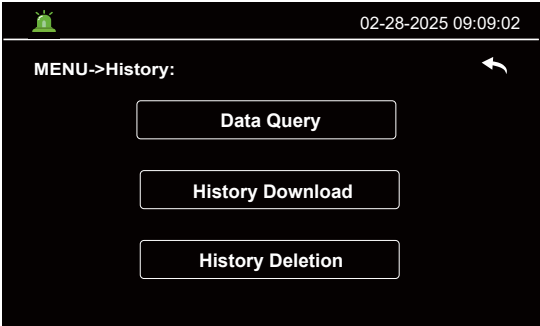 02-28-2025 09:09:02
MENU->History:
Data Query
History Download
History Deletion